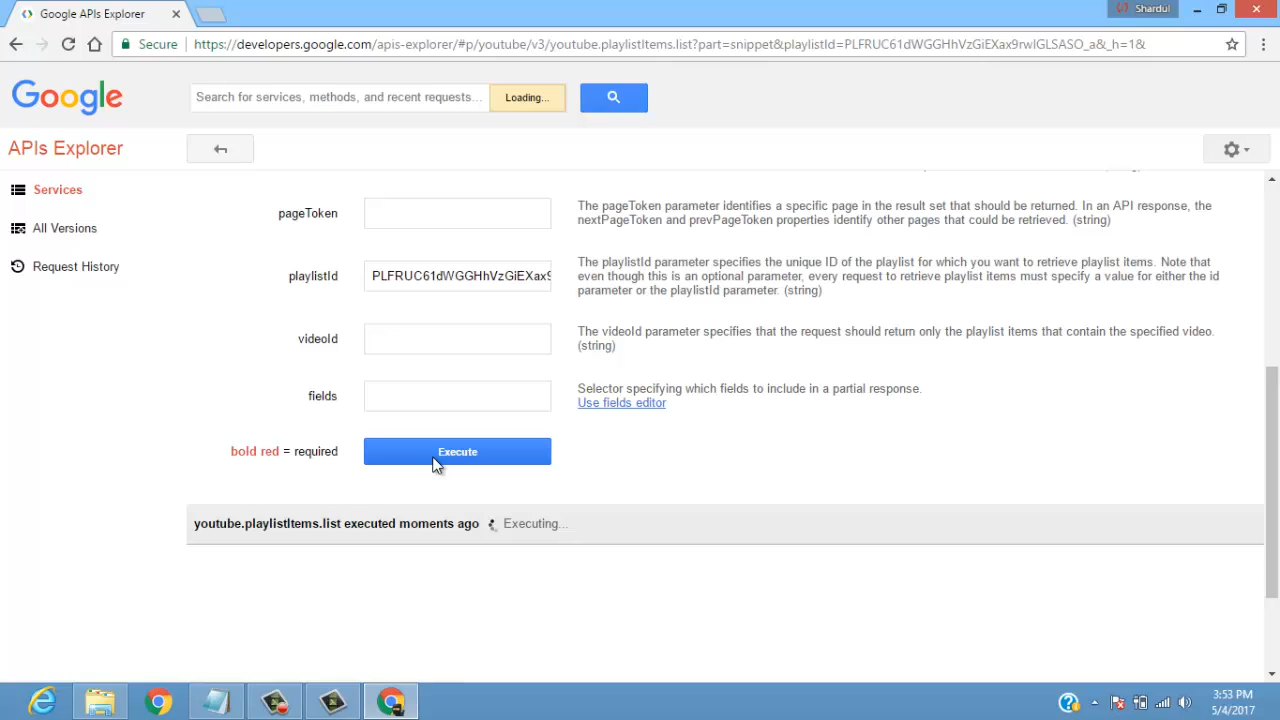 Google APIs Explorer
Shardul
Secure
https://developers.google.com/apis-explorer/#p/youtube/v3/youtube.playlistItems.list?part=snippet&playlistId=PLFRUC61dWGGHhVzGiEXax9rwIGLSASO_a&_h=1&
Google
Search for services, methods, and recent requests...
Loading...
APIs Explorer
Services
All Versions
Request History
pageToken
The pageToken parameter identifies a specific page in the result set that should be returned. In an API response, the
nextPageToken and prevPageToken properties identify other pages that could be retrieved. (string)
playlistId
PLFRUC61dWGGHhVzGiEXax9
The playlistId parameter specifies the unique ID of the playlist for which you want to retrieve playlist items. Note that
even though this is an optional parameter, every request to retrieve playlist items must specify a value for either the id
parameter or the playlistId parameter. (string)
videoId
The videoId parameter specifies that the request should return only the playlist items that contain the specified video.
(string)
fields
Selector specifying which fields to include in a partial response.
Use fields editor
bold red = required
Execute
youtube.playlistItems.list executed moments ago
Executing...
3:53 PM
5/4/2017